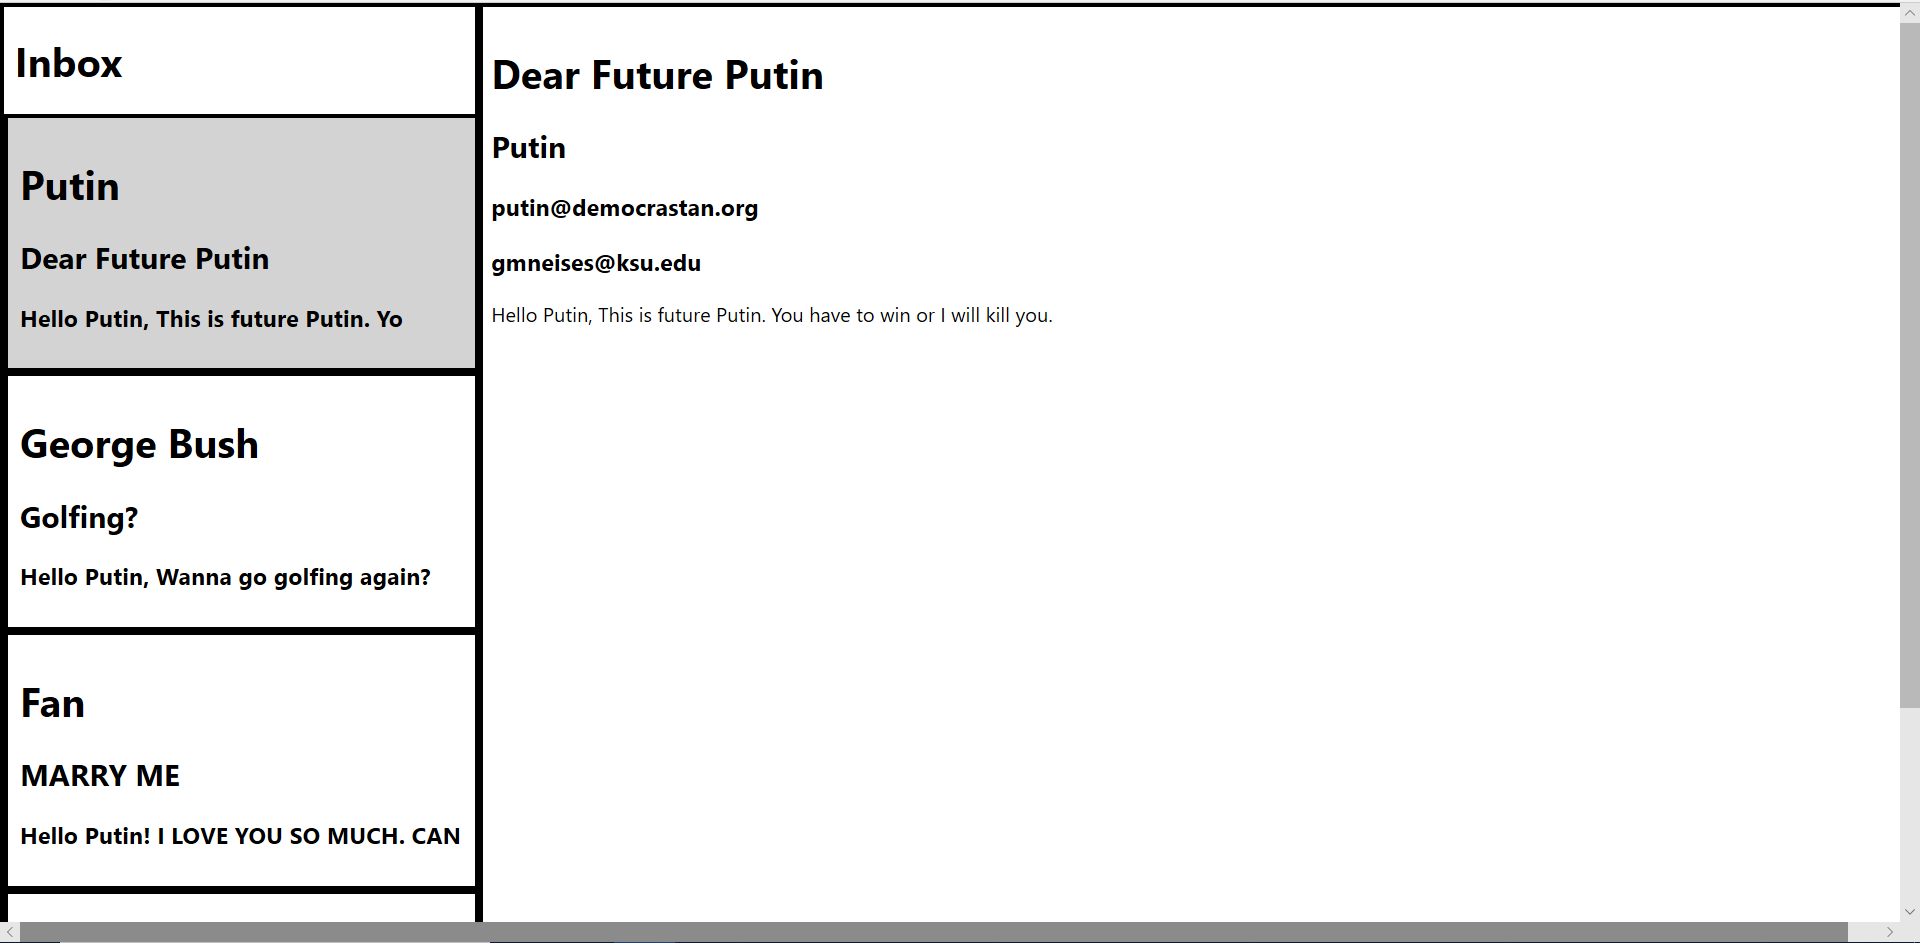 Inbox
Putin
Dear Future Putin
Hello Putin, This is future Putin. Yo
George Bush
Golfing?
Hello Putin, Wanna go golfing again?
Fan
MARRY ME
Hello Putin! I LOVE YOU SO MUCH. CAN
Dear Future Putin
Putin
putin@democrastan.org
gmneises@ksu.edu
Hello Putin, This is future Putin. You have to win or I will kill you.